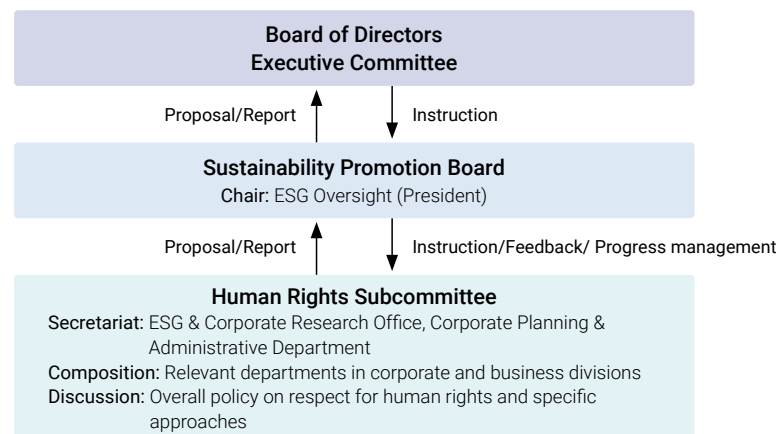 Board of Directors
Executive Committee
Proposal/Report
Instruction
Sustainability Promotion Board
Chair: ESG Oversight (President)
Proposal/Report
Instruction/Feedback/ Progress management
Human Rights Subcommittee
Secretariat: ESG & Corporate Research Office, Corporate Planning &
Administrative Department
Composition: Relevant departments in corporate and business divisions
Discussion: Overall policy on respect for human rights and specific
approaches